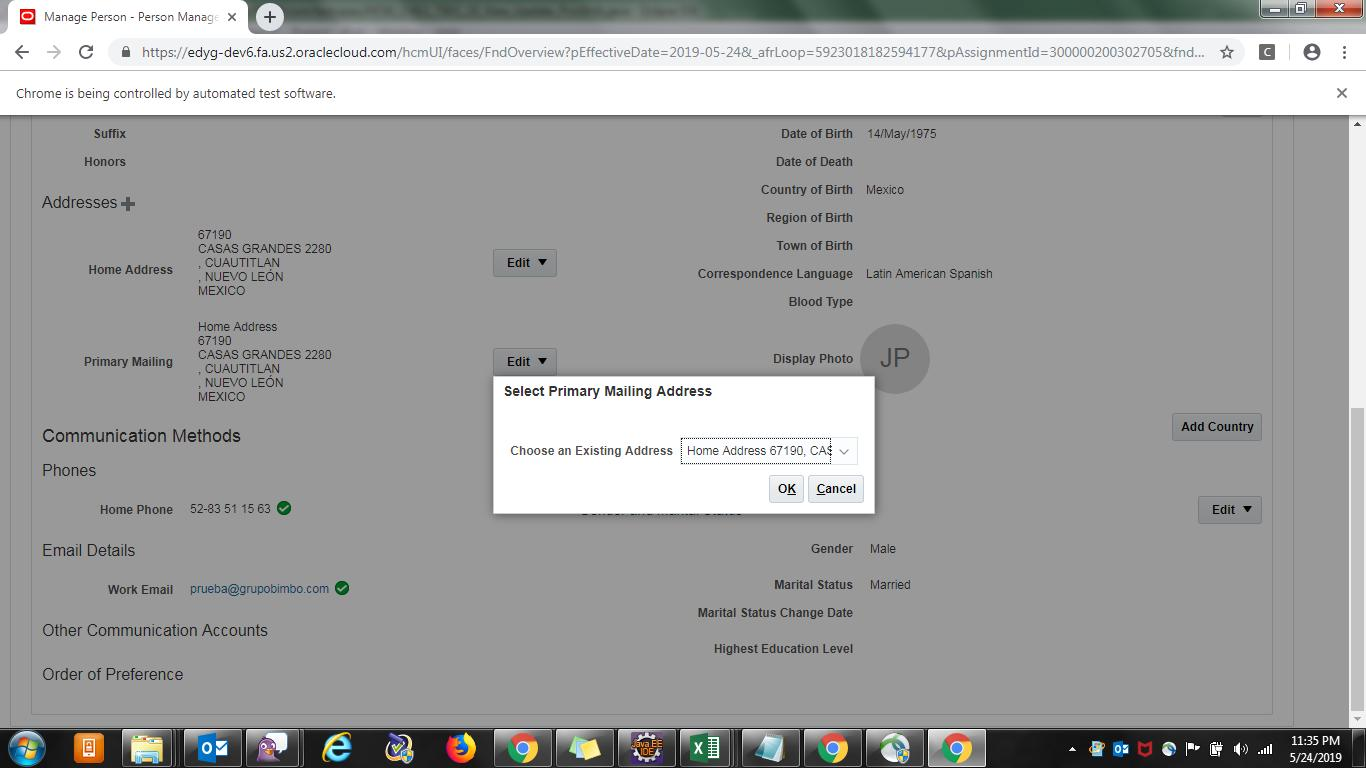 Manage Person - Person Manage
https://edyg-dev6.fa.us2.oraclecloud.com/hcmUI/faces/FndOverview?pEffectiveDate=2019-05-24&_afrLoop=5923018182594177&pAssignmentId=300000200302705&fnd...
C
Chrome is being controlled by automated test software.
Suffix
Honors
Addresses
Home Address
67190
CASAS GRANDES 2280
, CUAUTITLAN
, NUEVO LEÓN
MEXICO
Edit
Primary Mailing
Home Address
67190
CASAS GRANDES 2280
, CUAUTITLAN
, NUEVO LEÓN
MEXICO
Edit
Communication Methods
Phones
Home Phone 52-83 51 15 63
Email Details
Work Email prueba@grupobimbo.com
Other Communication Accounts
Order of Preference
Date of Birth 14/May/1975
Date of Death
Country of Birth Mexico
Region of Birth
Town of Birth
Correspondence Language Latin American Spanish
Blood Type
Display Photo JP
Select Primary Mailing Address
Choose an Existing Address Home Address 67190, CAS
OK Cancel
Add Country
Edit
Gender Male
Marital Status Married
Marital Status Change Date
Highest Education Level
Java EE
IDE
11:35 PM
5/24/2019